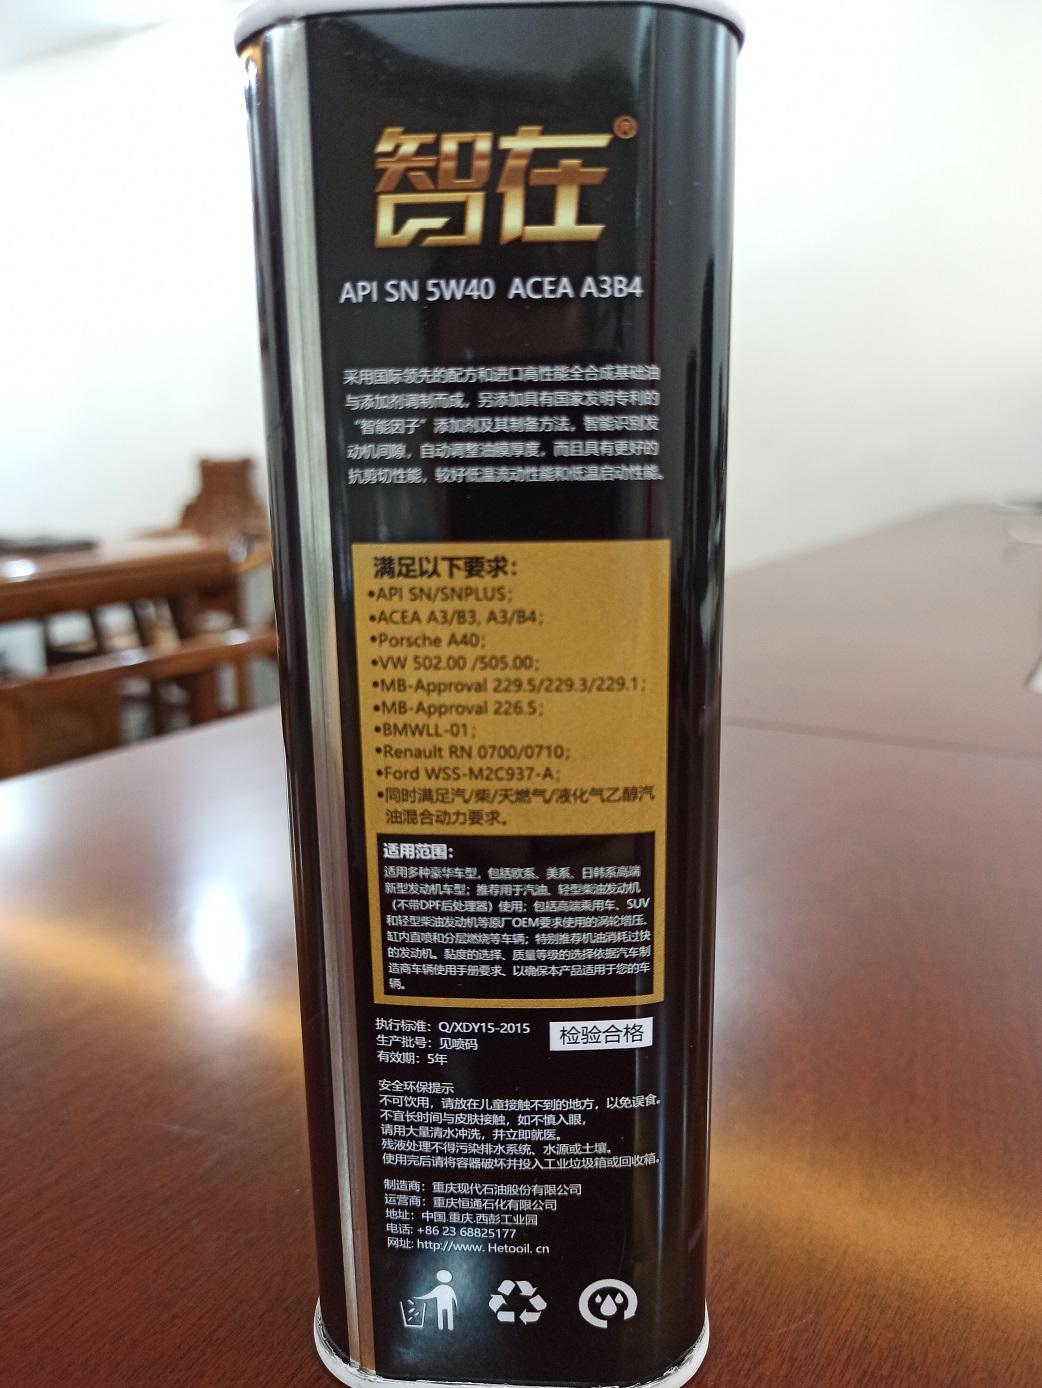 智在®
API SN 5W40 ACEA A3B4
采用国际领先的配方和进口高性能全合成基础油
与添加剂调制而成，另添加具有国家发明专利的
“智能因子”添加剂及其制备方法，智能识别发
动机间隙，自动调整油膜厚度，而且具有更好的
抗剪切性能，较好低温流动性能和低温启动性能。
满足以下要求：
•API SN/SNPLUS；
•ACEA A3/B3, A3/B4；
•Porsche A40；
•VW 502.00 /505.00；
•MB-Approval 229.5/229.3/229.1；
•MB-Approval 226.5；
•BMWLL-01；
•Renault RN 0700/0710；
•Ford WSS-M2C937-A；
•同时满足汽/柴/天燃气/液化气乙醇汽
油混合动力要求。
适用范围：
适用多种豪华车型，包括欧系、美系、日韩系高端
新型发动机车型；推荐用于汽油、轻型柴油发动机
（不带DPF后处理器）使用；包括高端乘用车、SUV
和轻型柴油发动机等原厂OEM要求使用的涡轮增压、
缸内直喷和分层燃烧等车辆；特别推荐机油消耗过快
的发动机。黏度的选择、质量等级的选择依据汽车制
造商车辆使用手册要求、以确保本产品适用于您的车
辆。
执行标准：Q/XDY15-2015
检验合格
生产批号：见喷码
有效期：5年
安全环保提示
不可饮用，请放在儿童接触不到的地方，以免误食。
不宜长时间与皮肤接触，如不慎入眼，
请用大量清水冲洗，并立即就医。
残液处理不得污染排水系统、水源或土壤。
使用完后请将容器破坏并投入工业垃圾箱或回收箱。
制造商：重庆现代石油股份有限公司
运营商：重庆恒通石化有限公司
地址：中国.重庆.西彭工业园
电话: +86 23 68825177
网址: http://www. Hetooil. cn